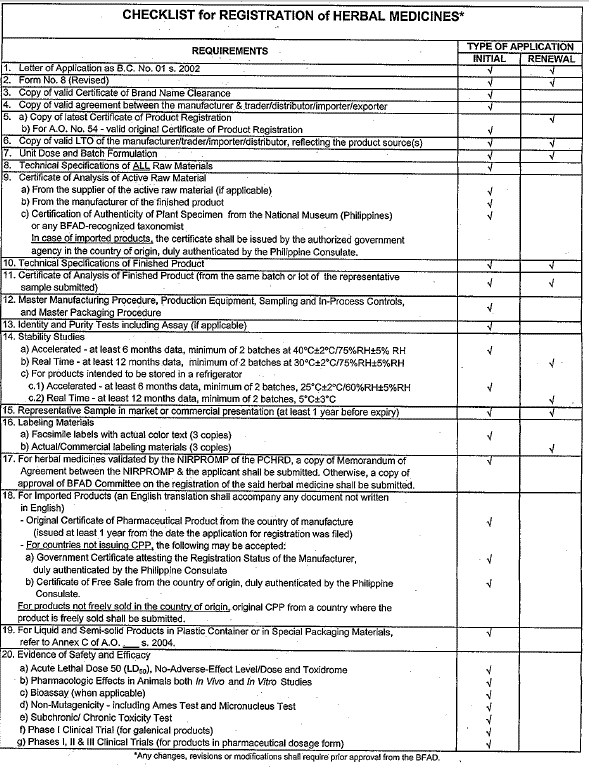 CHECKLIST for REGISTRATION of HERBAL MEDICINES*
REQUIREMENTS
TYPE OF APPLICATION
INITIAL RENEWAL
1. Letter of Application as B.C. No. 01 s. 2002 √ √
2. Form No. 8 (Revised) √ √
3. Copy of valid Certificate of Brand Name Clearance √
4. Copy of valid agreement between the manufacturer & trader/distributor/importer/exporter √
5. a) Copy of latest Certificate of Product Registration √
b) For A.O. No. 54 - valid original Certificate of Product Registration √
6. Copy of valid LTO of the manufacturer/trader/importer/distributor, reflecting the product source(s) √ √
7. Unit Dose and Batch Formulation √ √
8. Technical Specifications of ALL Raw Materials √
9. Certificate of Analysis of Active Raw Material
a) From the supplier of the active raw material (if applicable) √
b) From the manufacturer of the finished product √
c) Certification of Authenticity of Plant Specimen from the National Museum (Philippines) √
or any BFAD-recognized taxonomist
In case of imported products, the certificate shall be issued by the authorized government
agency in the country of origin, duly authenticated by the Philippine Consulate.
10. Technical Specifications of Finished Product √ √
11. Certificate of Analysis of Finished Product (from the same batch or lot of the representative
sample submitted) √ √
12. Master Manufacturing Procedure, Production Equipment, Sampling and In-Process Controls,
and Master Packaging Procedure √
13. Identity and Purity Tests including Assay (if applicable) √
14. Stability Studies
a) Accelerated - at least 6 months data, minimum of 2 batches at 40°C±2°C/75%RH±5% RH √
b) Real Time - at least 12 months data, minimum of 2 batches at 30°C±2°C/75%RH±5%RH √
c) For products intended to be stored in a refrigerator
c.1) Accelerated - at least 6 months data, minimum of 2 batches, 25°C±2°C/60%RH±5%RH √
c.2) Real Time - at least 12 months data, minimum of 2 batches, 5°C±3°C √
15. Representative Sample in market or commercial presentation (at least 1 year before expiry) √ √
16. Labeling Materials
a) Facsimile labels with actual color text (3 copies) √
b) Actual/Commercial labeling materials (3 copies) √
17. For herbal medicines validated by the NIRPROMP of the PCHRD, a copy of Memorandum of √
Agreement between the NIRPROMP & the applicant shall be submitted. Otherwise, a copy of
approval of BFAD Committee on the registration of the said herbal medicine shall be submitted.
18. For Imported Products (an English translation shall accompany any document not written
in English)
- Original Certificate of Pharmaceutical Product from the country of manufacture √
(issued at least 1 year from the date the application for registration was filed)
- For countries not issuing CPP, the following may be accepted:
a) Government Certificate attesting the Registration Status of the Manufacturer, √
duly authenticated by the Philippine Consulate
b) Certificate of Free Sale from the country of origin, duly authenticated by the Philippine √
Consulate.
For products not freely sold in the country of origin, original CPP from a country where the
product is freely sold shall be submitted.
19. For Liquid and Semi-solid Products in Plastic Container or in Special Packaging Materials, √
refer to Annex C of A.O. ___ s. 2004.
20. Evidence of Safety and Efficacy
a) Acute Lethal Dose 50 (LD50), No-Adverse-Effect Level/Dose and Toxidrome √
b) Pharmacologic Effects in Animals both In Vivo and In Vitro Studies √
c) Bioassay (when applicable) √
d) Non-Mutagenicity - including Ames Test and Micronucleus Test √
e) Subchronic/ Chronic Toxicity Test √
f) Phase I Clinical Trial (for galenical products) √
g) Phases I, II & III Clinical Trials (for products in pharmaceutical dosage form) √
*Any changes, revisions or modifications shall require prior approval from the BFAD.